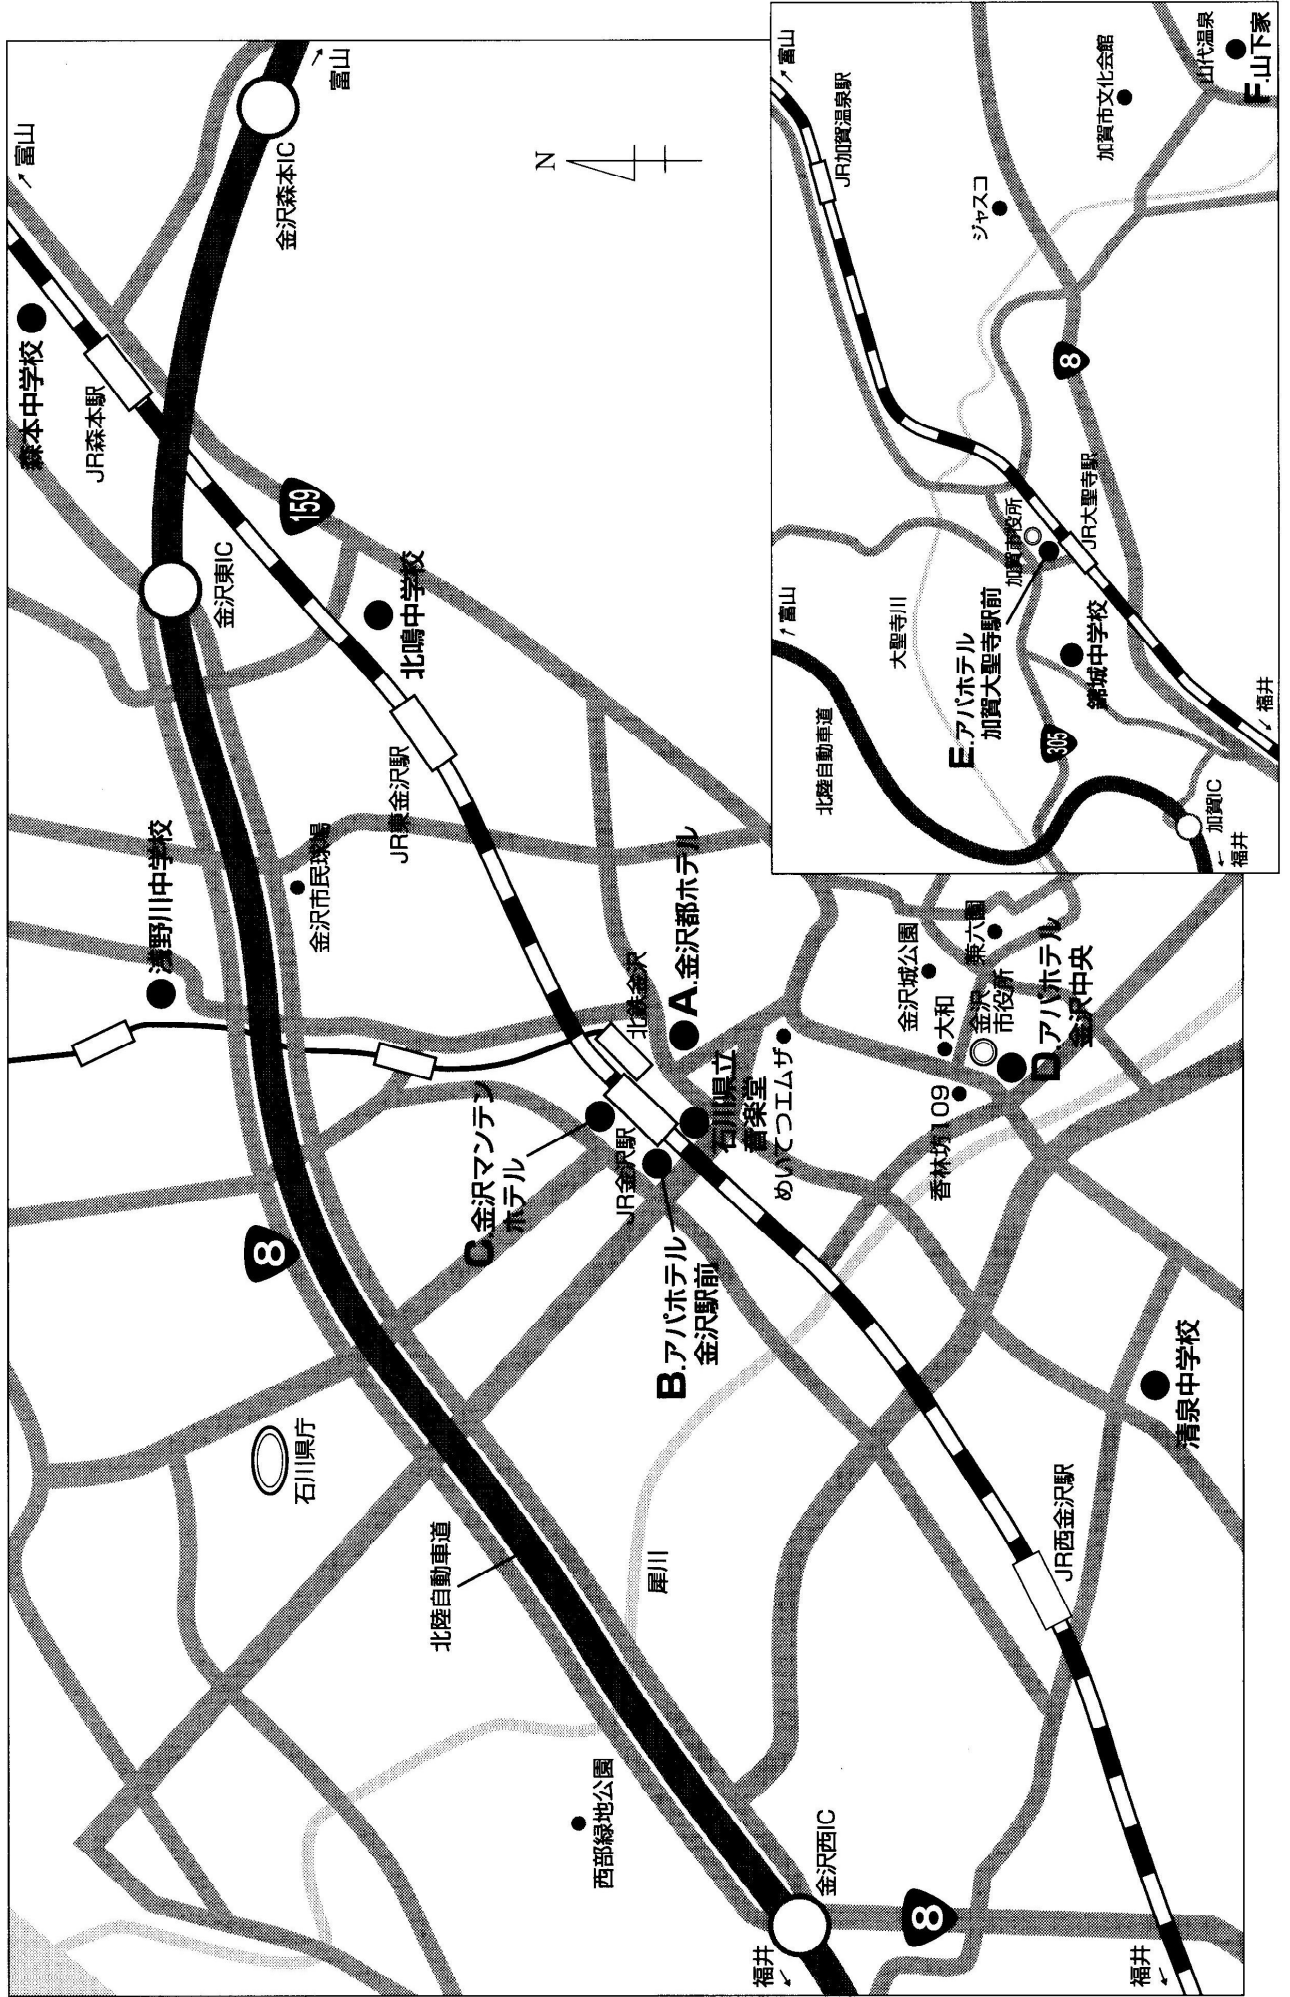 ↗富山
↗
富山
金沢森本IC
N
森本中学校
JR森本駅
159
金沢東IC
北鳴中学校
JR東金沢駅
浅野川中学校
金沢市民球場
北鉄金沢
A.金沢都ホテル
石川県立
音楽堂
めいてつエムザ
金沢城公園
兼六園
大和
金沢
市役所
D.アパホテル
金沢中央
香林坊109
C.金沢マンテン
ホテル
JR金沢駅
B.アパホテル
金沢駅前
8
石川県庁
北陸自動車道
犀川
清泉中学校
JR西金沢駅
西部緑地公園
金沢西IC
8
福井
↙
福井
↙
↗富山
JR加賀温泉駅
ジャスコ
加賀市文化会館
山代温泉
F.山下家
8
加賀市役所
JR大聖寺駅
大聖寺川
↗富山
北陸自動車道
E.アパホテル
加賀大聖寺駅前
錦城中学校
305
加賀IC
↙福井
↙福井